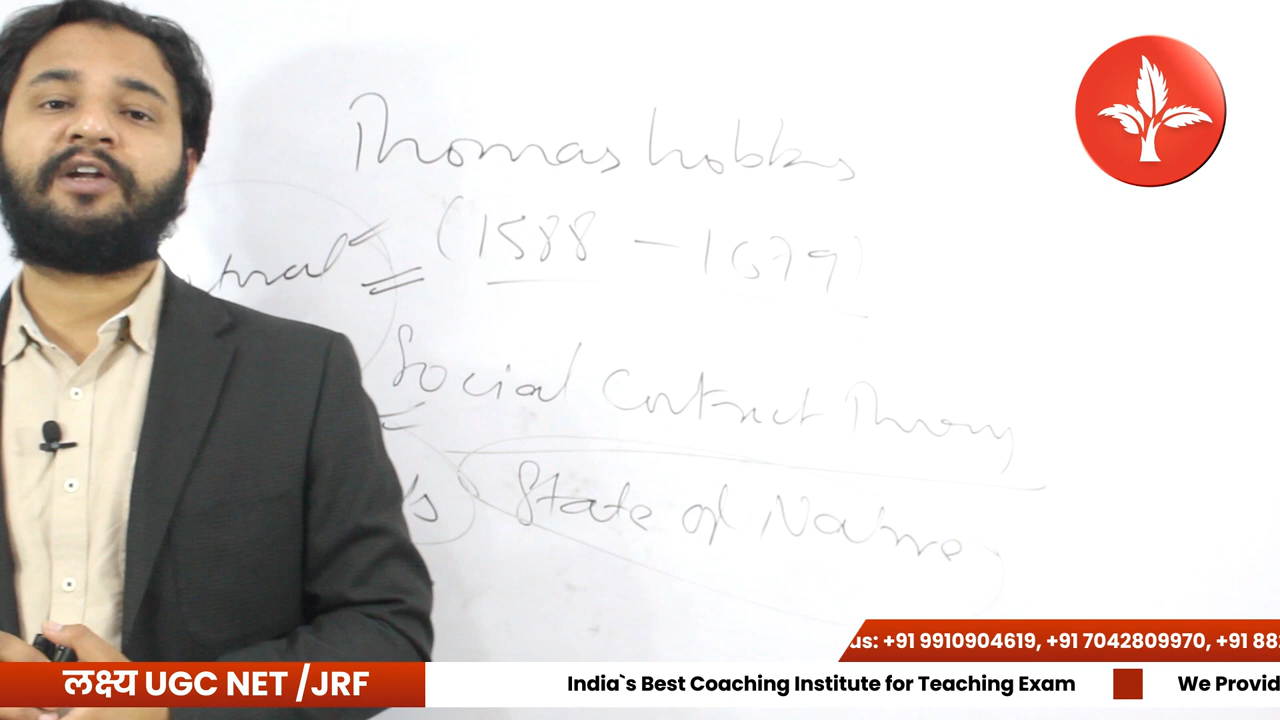 Thomas hobbes
(1588 - 1679)
Social Contract Theory
State of Nature
us: +91 9910904619, +91 7042809970, +91 88
लक्ष्य UGC NET /JRF
India`s Best Coaching Institute for Teaching Exam
We Provid